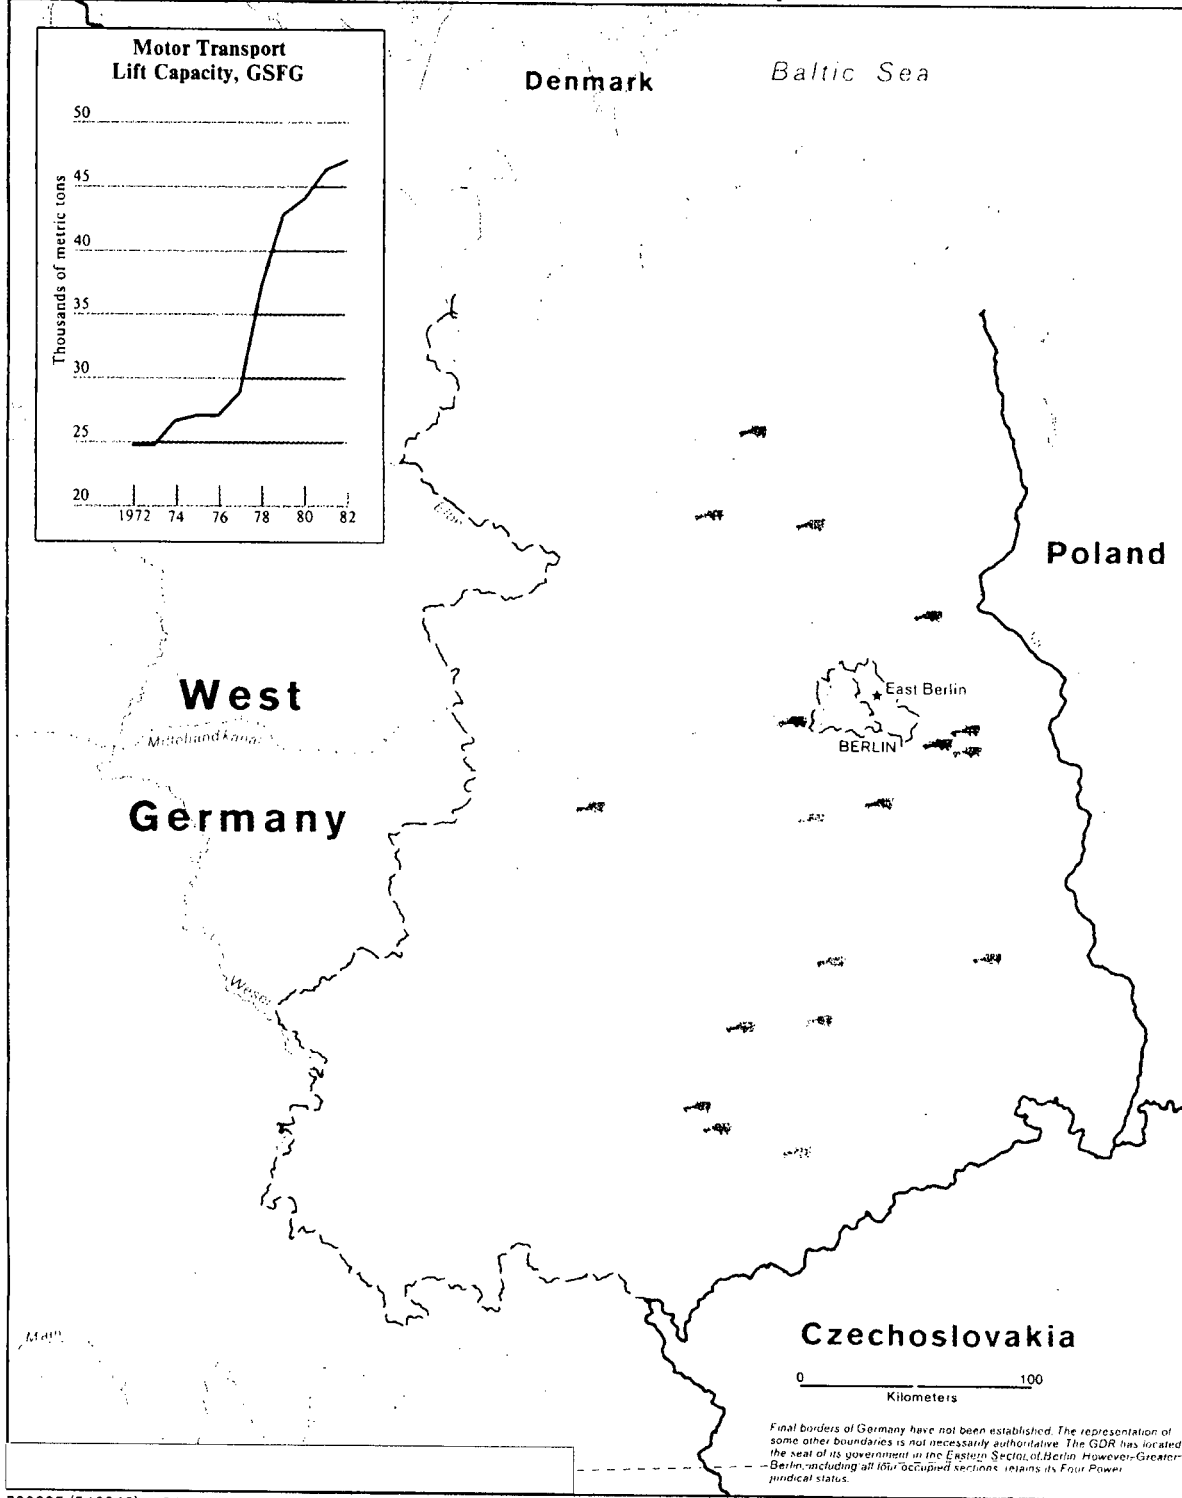 Motor Transport
Lift Capacity, GSFG
Thousands of metric tons
50
45
40
35
30
25
20
1972 74 76 78 80 82
Denmark
Baltic Sea
Poland
West
Germany
Mittellandkanal
Elbe
East Berlin
BERLIN
Weser
Main
Czechoslovakia
0 100
Kilometers
Final borders of Germany have not been established. The representation of
some other boundaries is not necessarily authoritative. The GDR has located
the seat of its government in the Eastern Sector of Berlin. However, Greater
Berlin, including all four occupied sections, retains its Four Power
juridical status.